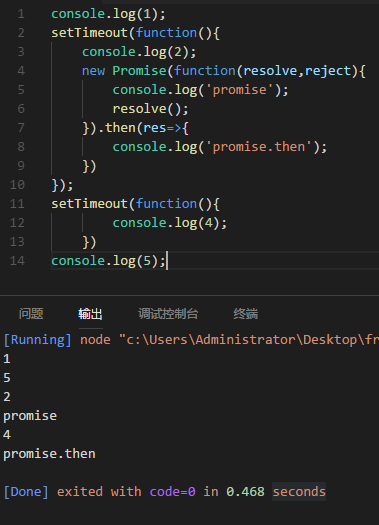 1 console.log(1);
2 setTimeout(function(){
3 console.log(2);
4 new Promise(function(resolve,reject){
5 console.log('promise');
6 resolve();
7 }).then(res=>{
8 console.log('promise.then');
9 })
10 });
11 setTimeout(function(){
12 console.log(4);
13 })
14 console.log(5);
问题 输出 调试控制台 终端
[Running] node "c:\Users\Administrator\Desktop\fr
1
5
2
promise
4
promise.then
[Done] exited with code=0 in 0.468 seconds